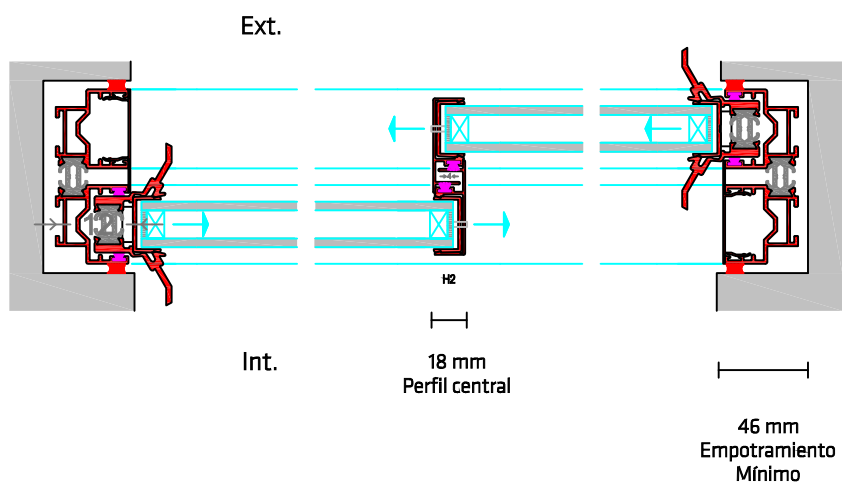 Ext.
H2
Int.
18 mm
Perfil central
46 mm
Empotramiento
Mínimo